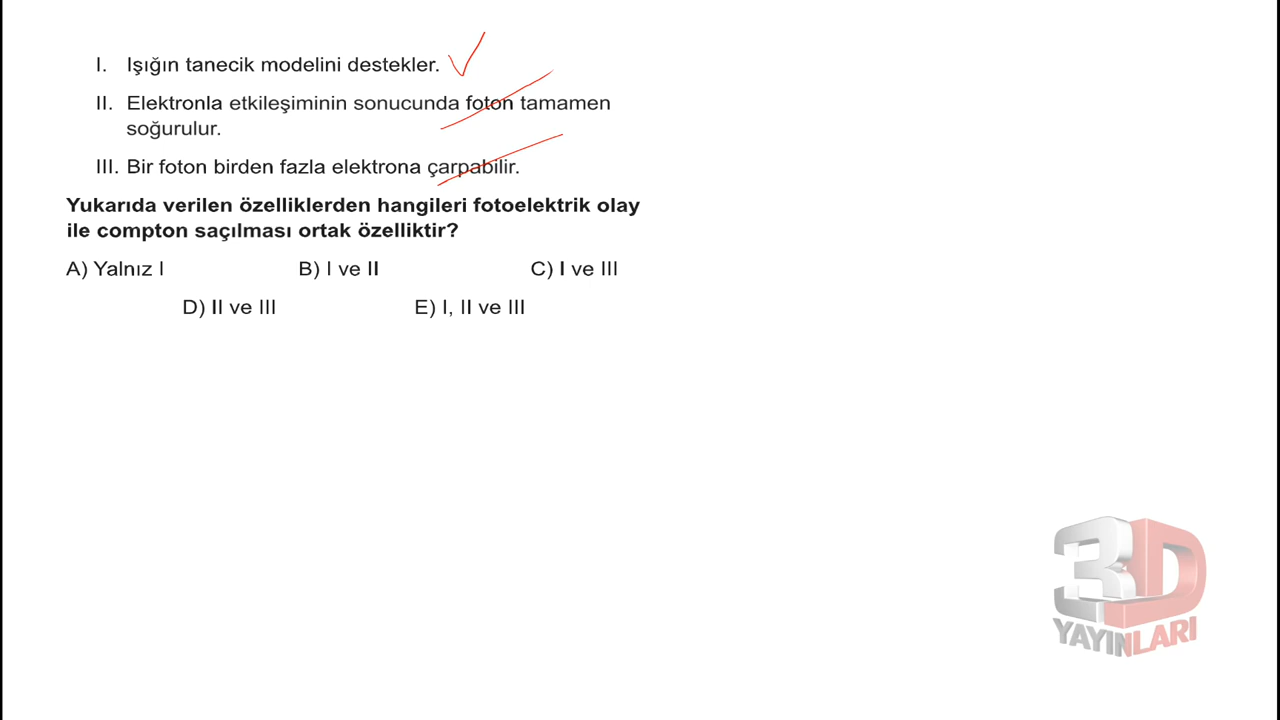 I. Işığın tanecik modelini destekler.
II. Elektronla etkileşiminin sonucunda foton tamamen
soğurulur.
III. Bir foton birden fazla elektrona çarpabilir.
Yukarıda verilen özelliklerden hangileri fotoelektrik olay
ile compton saçılması ortak özelliktir?
A) Yalnız I B) I ve II C) I ve III
D) II ve III E) I, II ve III
3D
YAYINLARI